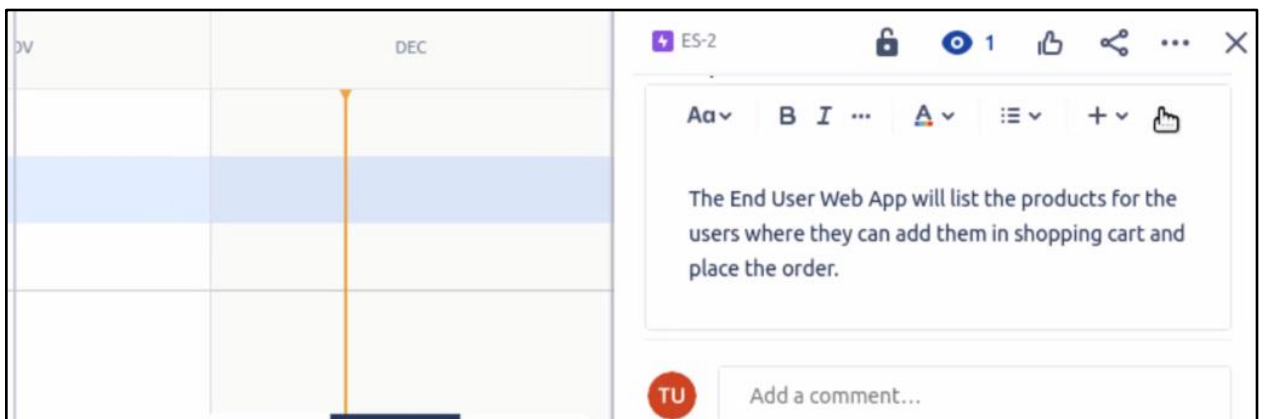 DEC
ES-2
1
Aa
B I ... A
The End User Web App will list the products for the
users where they can add them in shopping cart and
place the order.
TU
Add a comment...